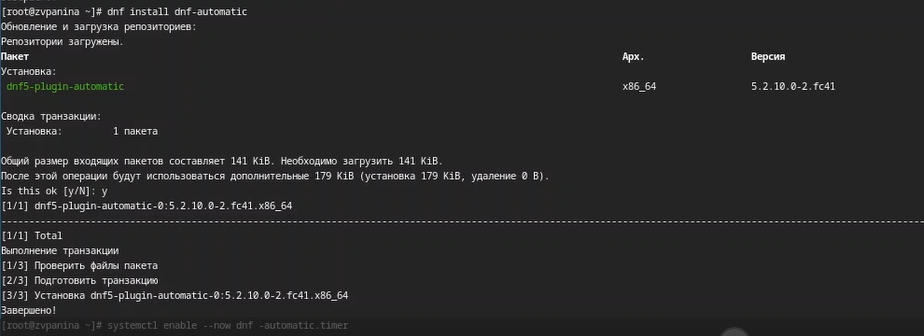 [root@zvpanina ~]# dnf install dnf-automatic
Обновление и загрузка репозиториев:
Репозитории загружены.
Пакет Арх. Версия
Установка:
dnf5-plugin-automatic x86_64 5.2.10.0-2.fc41
Сводка транзакции:
Установка: 1 пакета
Общий размер входящих пакетов составляет 141 KiB. Необходимо загрузить 141 KiB.
После этой операции будут использоваться дополнительные 179 KiB (установка 179 KiB, удаление 0 B).
Is this ok [y/N]: y
[1/1] dnf5-plugin-automatic-0:5.2.10.0-2.fc41.x86_64
[1/1] Total
Выполнение транзакции
[1/3] Проверить файлы пакета
[2/3] Подготовить транзакцию
[3/3] Установка dnf5-plugin-automatic-0:5.2.10.0-2.fc41.x86_64
Завершено!
[root@zvpanina ~]# systemctl enable --now dnf -automatic.timer